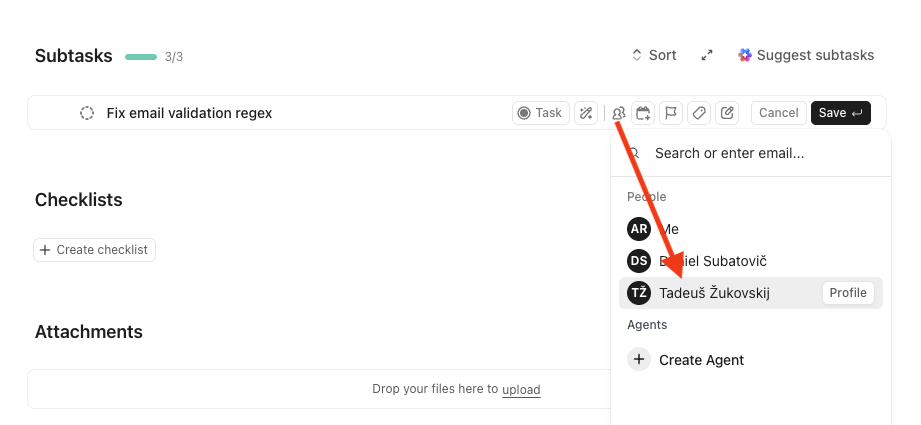 Subtasks 3/3 Sort Suggest subtasks
Fix email validation regex Task Cancel Save
Search or enter email...
People
Checklists
AR Me
Create checklist
DS Daniel Subatovič
TŽ Tadeuš Žukovskij Profile
Agents
Attachments
Create Agent
Drop your files here to upload